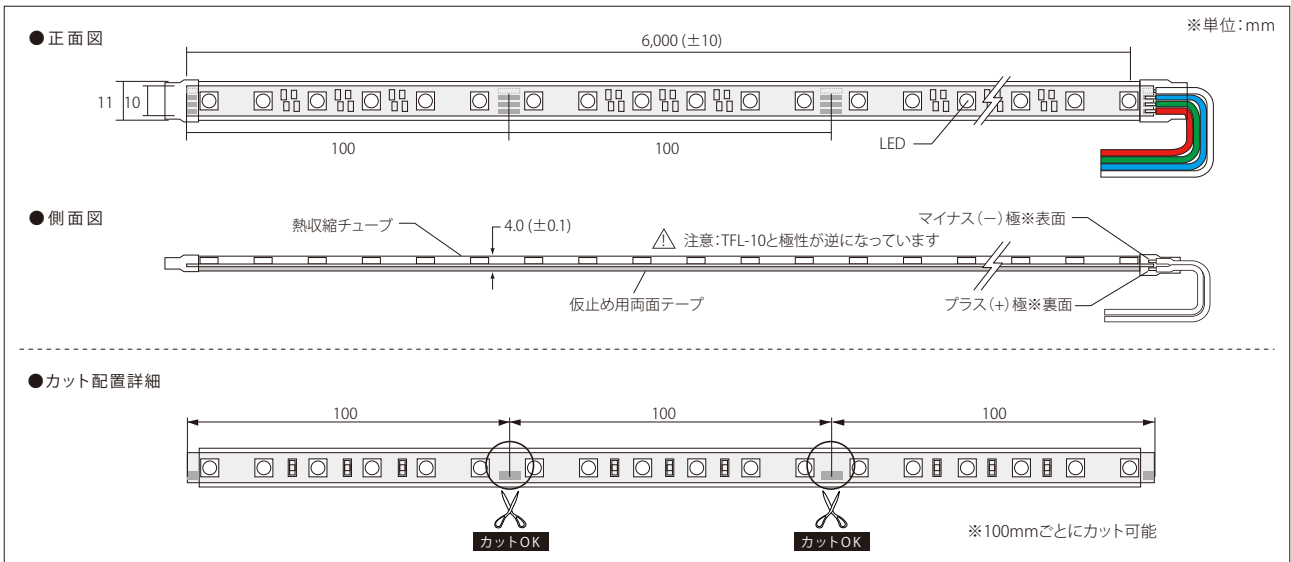 ●正面図
※単位：mm
6,000 (±10)
11
10
100
100
LED
●側面図
熱収縮チューブ
4.0 (±0.1)
注意：TFL-10と極性が逆になっています
マイナス（−）極※表面
仮止め用両面テープ
プラス（+）極※裏面
●カット配置詳細
100
100
100
カットOK
カットOK
※100mmごとにカット可能